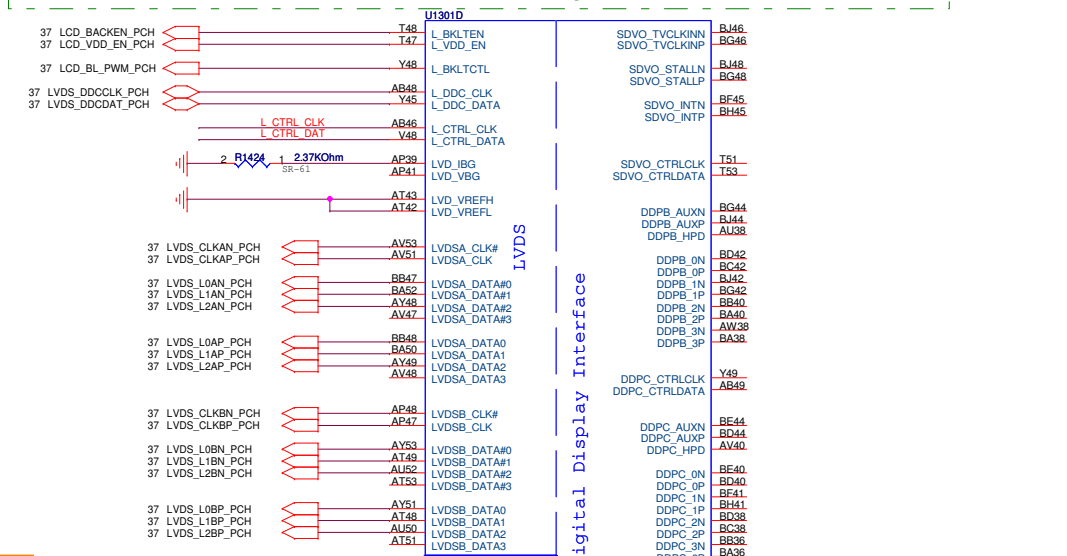 U1301D
37 LCD_BACKEN_PCH T48 L_BKLTEN SDVO_TVCLKINN BJ46
37 LCD_VDD_EN_PCH T47 L_VDD_EN SDVO_TVCLKINP BG46
37 LCD_BL_PWM_PCH Y48 L_BKLTCTL SDVO_STALLN BJ48
SDVO_STALLP BG48
37 LVDS_DDCCLK_PCH AB48 L_DDC_CLK
37 LVDS_DDCDAT_PCH Y45 L_DDC_DATA SDVO_INTN BF45
SDVO_INTP BH45
L_CTRL_CLK AB46 L_CTRL_CLK
L_CTRL_DAT V48 L_CTRL_DATA
2 R1424 1 2.37KOhm AP39 LVD_IBG SDVO_CTRLCLK T51
SR-61 AP41 LVD_VBG SDVO_CTRLDATA T53
AT43 LVD_VREFH
AT42 LVD_VREFL DDPB_AUXN BG44
DDPB_AUXP BJ44
DDPB_HPD AU38
LVDS
37 LVDS_CLKAN_PCH AV53 LVDSA_CLK#
37 LVDS_CLKAP_PCH AV51 LVDSA_CLK DDPB_0N BD42
DDPB_0P BC42
37 LVDS_L0AN_PCH BB47 LVDSA_DATA#0 DDPB_1N BJ42
37 LVDS_L1AN_PCH BA52 LVDSA_DATA#1 DDPB_1P BG42
37 LVDS_L2AN_PCH AY48 LVDSA_DATA#2 DDPB_2N BB40
AV47 LVDSA_DATA#3 DDPB_2P BA40
DDPB_3N AW38
37 LVDS_L0AP_PCH BB48 LVDSA_DATA0 DDPB_3P BA38
37 LVDS_L1AP_PCH BA50 LVDSA_DATA1
37 LVDS_L2AP_PCH AY49 LVDSA_DATA2
AV48 LVDSA_DATA3 DDPC_CTRLCLK Y49
DDPC_CTRLDATA AB49
igital Display Interface
37 LVDS_CLKBN_PCH AP48 LVDSB_CLK#
37 LVDS_CLKBP_PCH AP47 LVDSB_CLK DDPC_AUXN BE44
DDPC_AUXP BD44
37 LVDS_L0BN_PCH AY53 LVDSB_DATA#0 DDPC_HPD AV40
37 LVDS_L1BN_PCH AT49 LVDSB_DATA#1
37 LVDS_L2BN_PCH AU52 LVDSB_DATA#2 DDPC_0N BE40
AT53 LVDSB_DATA#3 DDPC_0P BD40
DDPC_1N BF41
37 LVDS_L0BP_PCH AY51 LVDSB_DATA0 DDPC_1P BH41
37 LVDS_L1BP_PCH AT48 LVDSB_DATA1 DDPC_2N BD38
37 LVDS_L2BP_PCH AU50 LVDSB_DATA2 DDPC_2P BC38
AT51 LVDSB_DATA3 DDPC_3N BB36
BA36